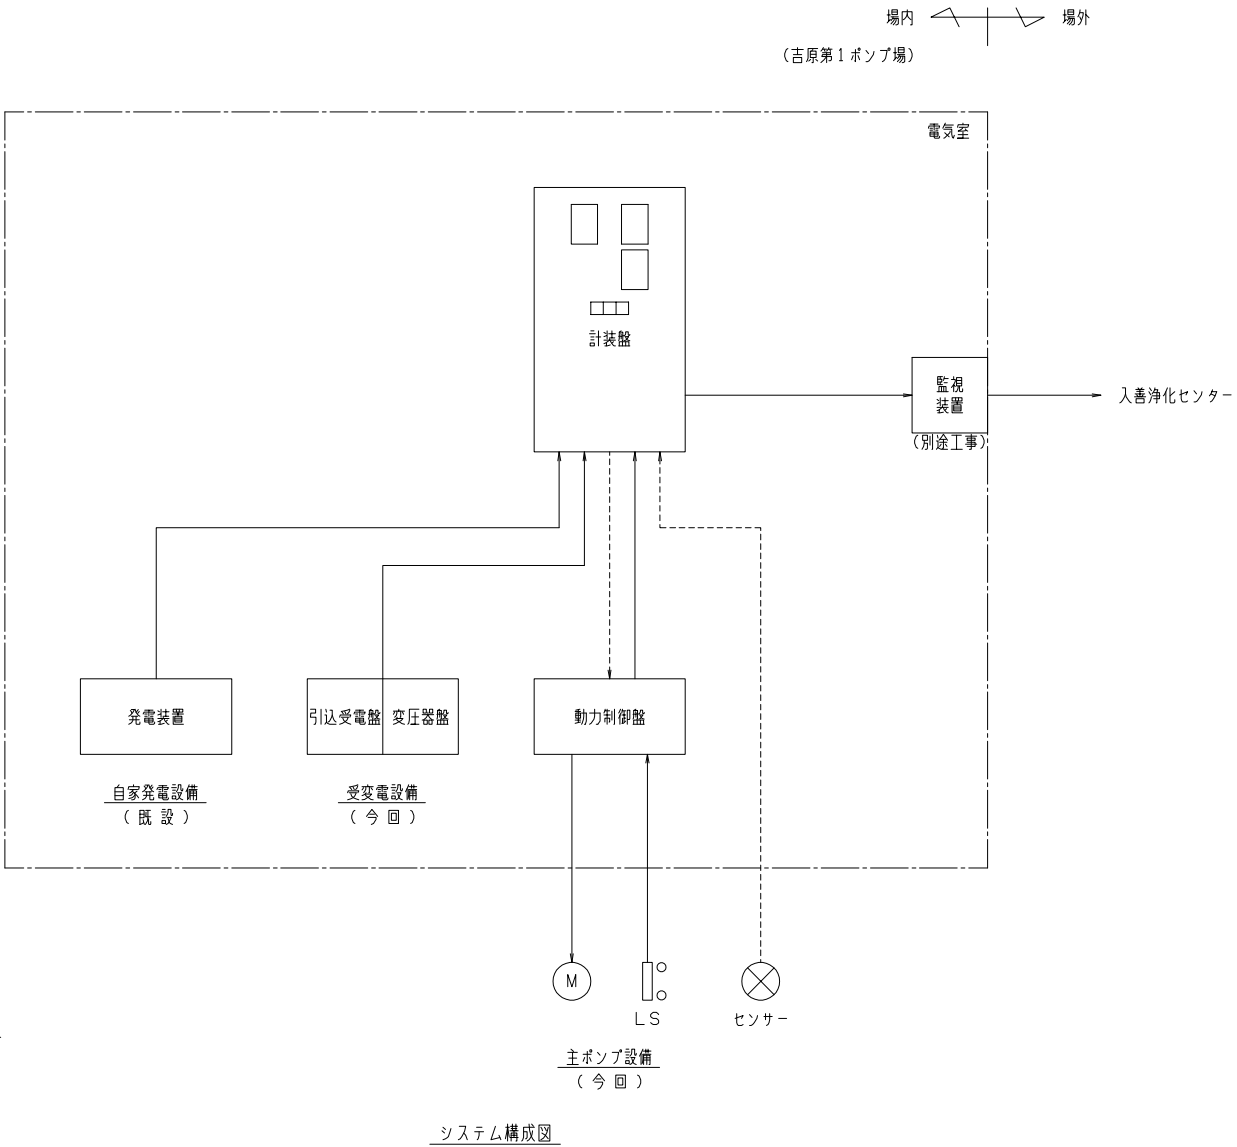 場内 場外
(吉原第1ポンプ場)
電気室
計装盤
監視
装置
(別途工事)
入善浄化センター
発電装置
引込受電盤 変圧器盤
動力制御盤
自家発電設備
(既設)
受変電設備
(今回)
M
LS
センサー
主ポンプ設備
(今回)
システム構成図